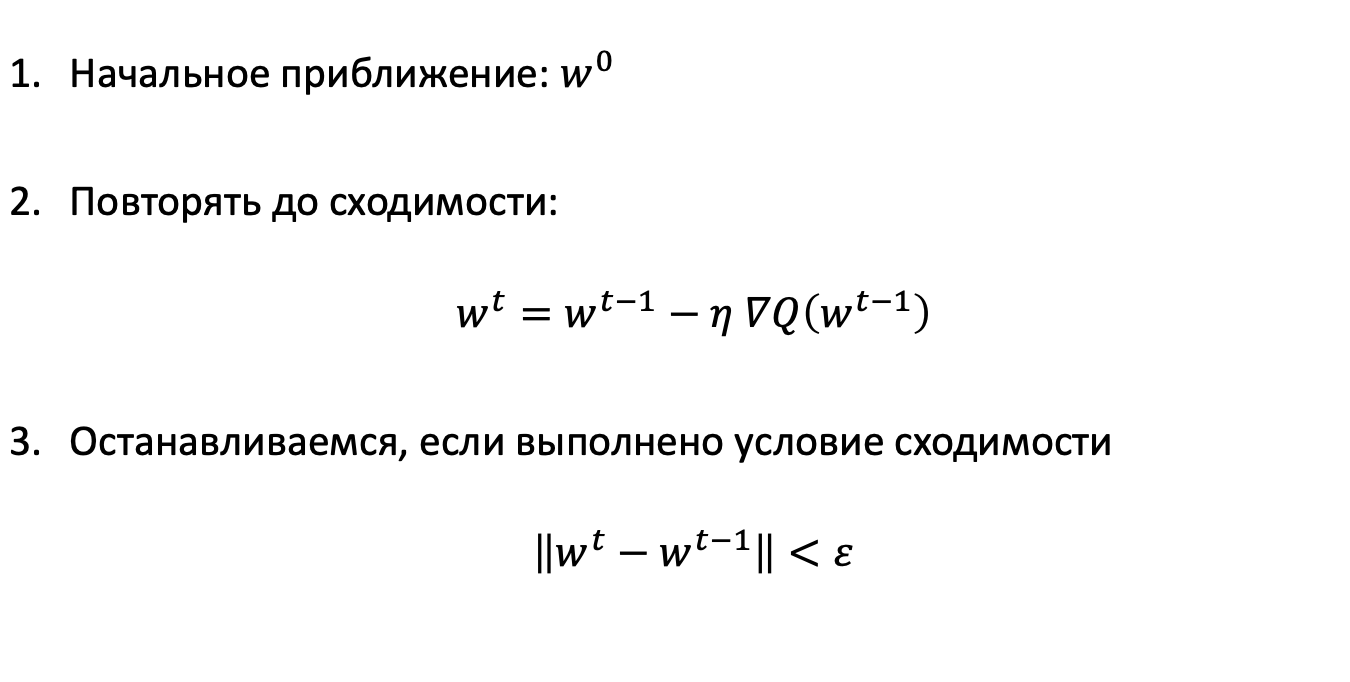 1. Начальное приближение: w⁰
2. Повторять до сходимости:
wᵗ = wᵗ⁻¹ − η ∇Q(wᵗ⁻¹)
3. Останавливаемся, если выполнено условие сходимости
‖wᵗ − wᵗ⁻¹‖ < ε